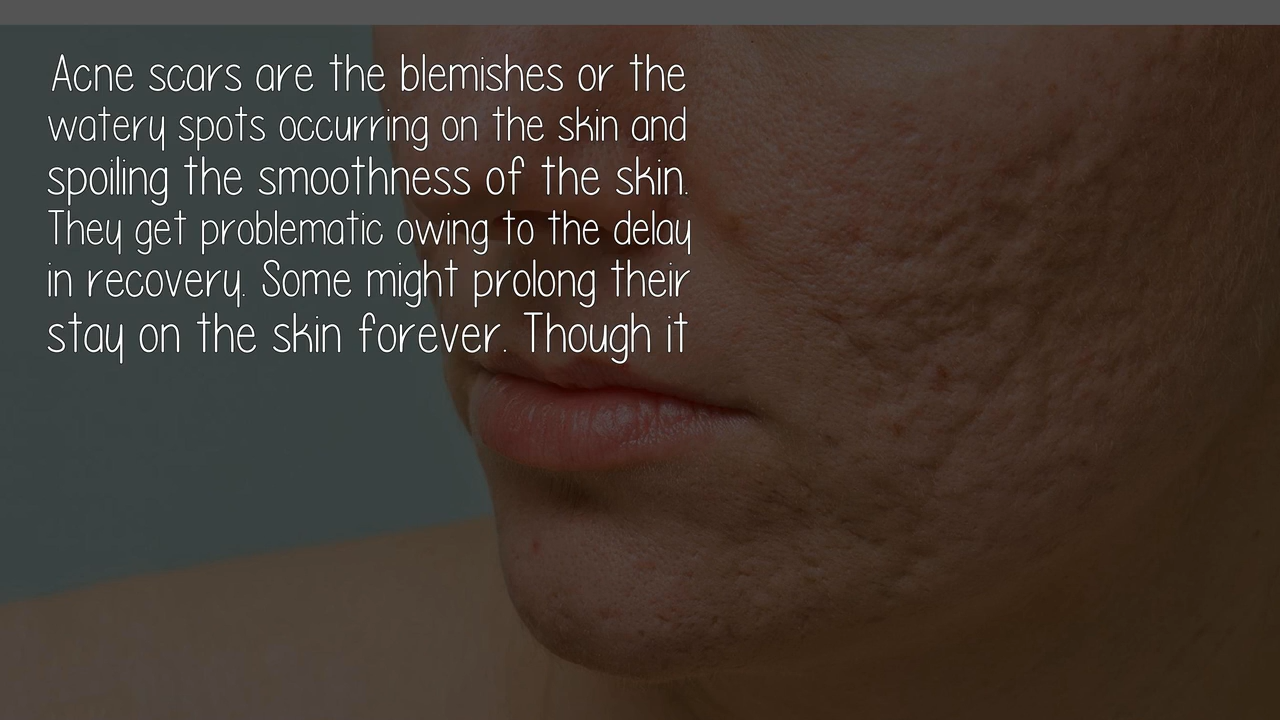 Acne scars are the blemishes or the
watery spots occurring on the skin and
spoiling the smoothness of the skin.
They get problematic owing to the delay
in recovery. Some might prolong their
stay on the skin forever. Though it